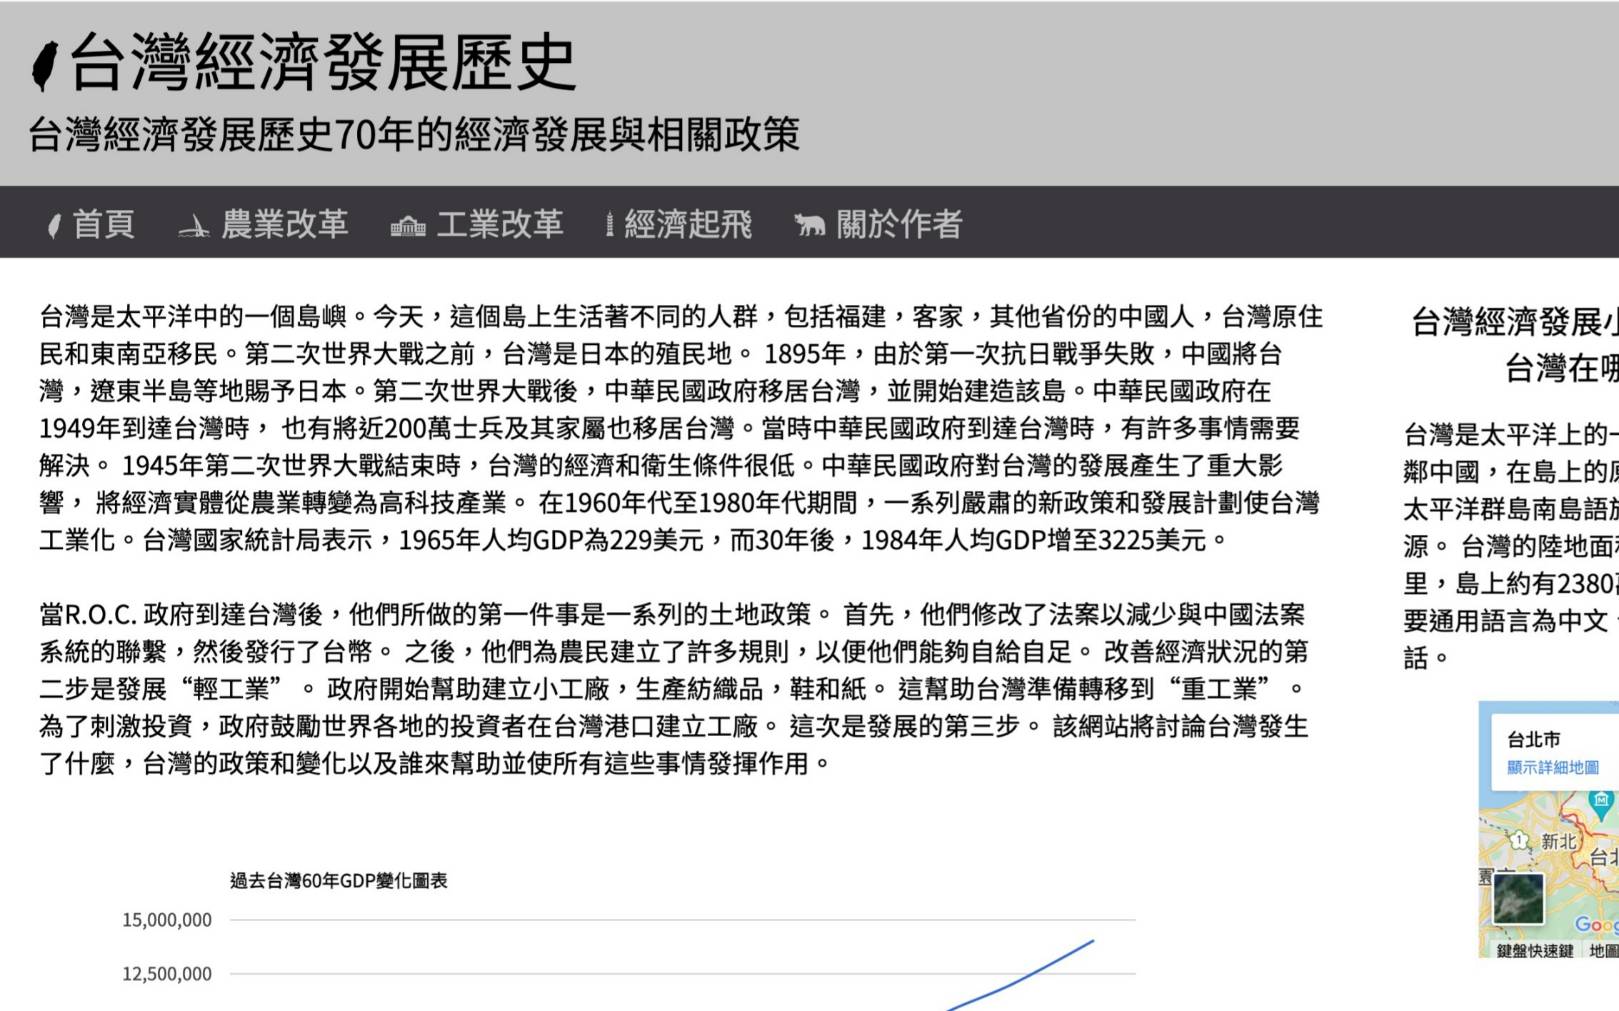 台灣經濟發展歷史
台灣經濟發展歷史70年的經濟發展與相關政策
首頁 農業改革 工業改革 經濟起飛 關於作者
台灣是太平洋中的一個島嶼。今天，這個島上生活著不同的人群，包括福建，客家，其他省份的中國人，台灣原住
民和東南亞移民。第二次世界大戰之前，台灣是日本的殖民地。 1895年，由於第一次抗日戰爭失敗，中國將台
灣，遼東半島等地賜予日本。第二次世界大戰後，中華民國政府移居台灣，並開始建造該島。中華民國政府在
1949年到達台灣時， 也有將近200萬士兵及其家屬也移居台灣。當時中華民國政府到達台灣時，有許多事情需要
解決。 1945年第二次世界大戰結束時，台灣的經濟和衛生條件很低。中華民國政府對台灣的發展產生了重大影
響， 將經濟實體從農業轉變為高科技產業。 在1960年代至1980年代期間，一系列嚴肅的新政策和發展計劃使台灣
工業化。台灣國家統計局表示，1965年人均GDP為229美元，而30年後，1984年人均GDP增至3225美元。
當R.O.C. 政府到達台灣後，他們所做的第一件事是一系列的土地政策。 首先，他們修改了法案以減少與中國法案
系統的聯繫，然後發行了台幣。 之後，他們為農民建立了許多規則，以便他們能夠自給自足。 改善經濟狀況的第
二步是發展“輕工業”。 政府開始幫助建立小工廠，生產紡織品，鞋和紙。 這幫助台灣準備轉移到“重工業”。
為了刺激投資，政府鼓勵世界各地的投資者在台灣港口建立工廠。 這次是發展的第三步。 該網站將討論台灣發生
了什麼，台灣的政策和變化以及誰來幫助並使所有這些事情發揮作用。
過去台灣60年GDP變化圖表
15,000,000
12,500,000
台灣經濟發展小
台灣在哪
台灣是太平洋上的一
鄰中國，在島上的原
太平洋群島南島語族
源。 台灣的陸地面積
里，島上約有2380萬
要通用語言為中文
話。
台北市
顯示詳細地圖
1 新北
台北
Goog
鍵盤快速鍵 地圖